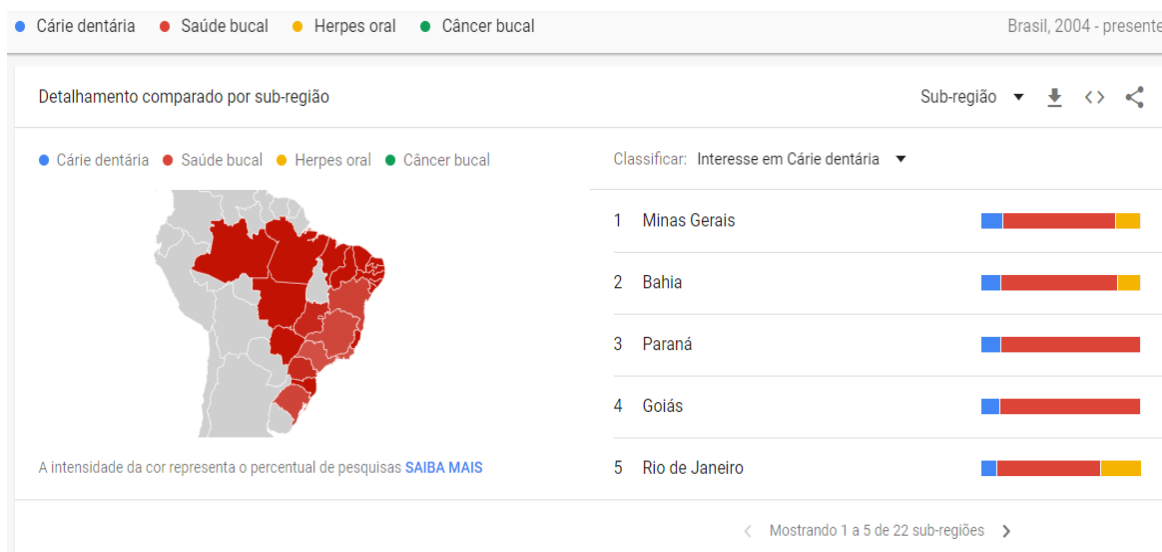 Cárie dentária Saúde bucal Herpes oral Câncer bucal Brasil, 2004 - presente
Detalhamento comparado por sub-região Sub-região
Cárie dentária Saúde bucal Herpes oral Câncer bucal
Classificar: Interesse em Cárie dentária
1 Minas Gerais
2 Bahia
3 Paraná
4 Goiás
5 Rio de Janeiro
A intensidade da cor representa o percentual de pesquisas SAIBA MAIS
Mostrando 1 a 5 de 22 sub-regiões